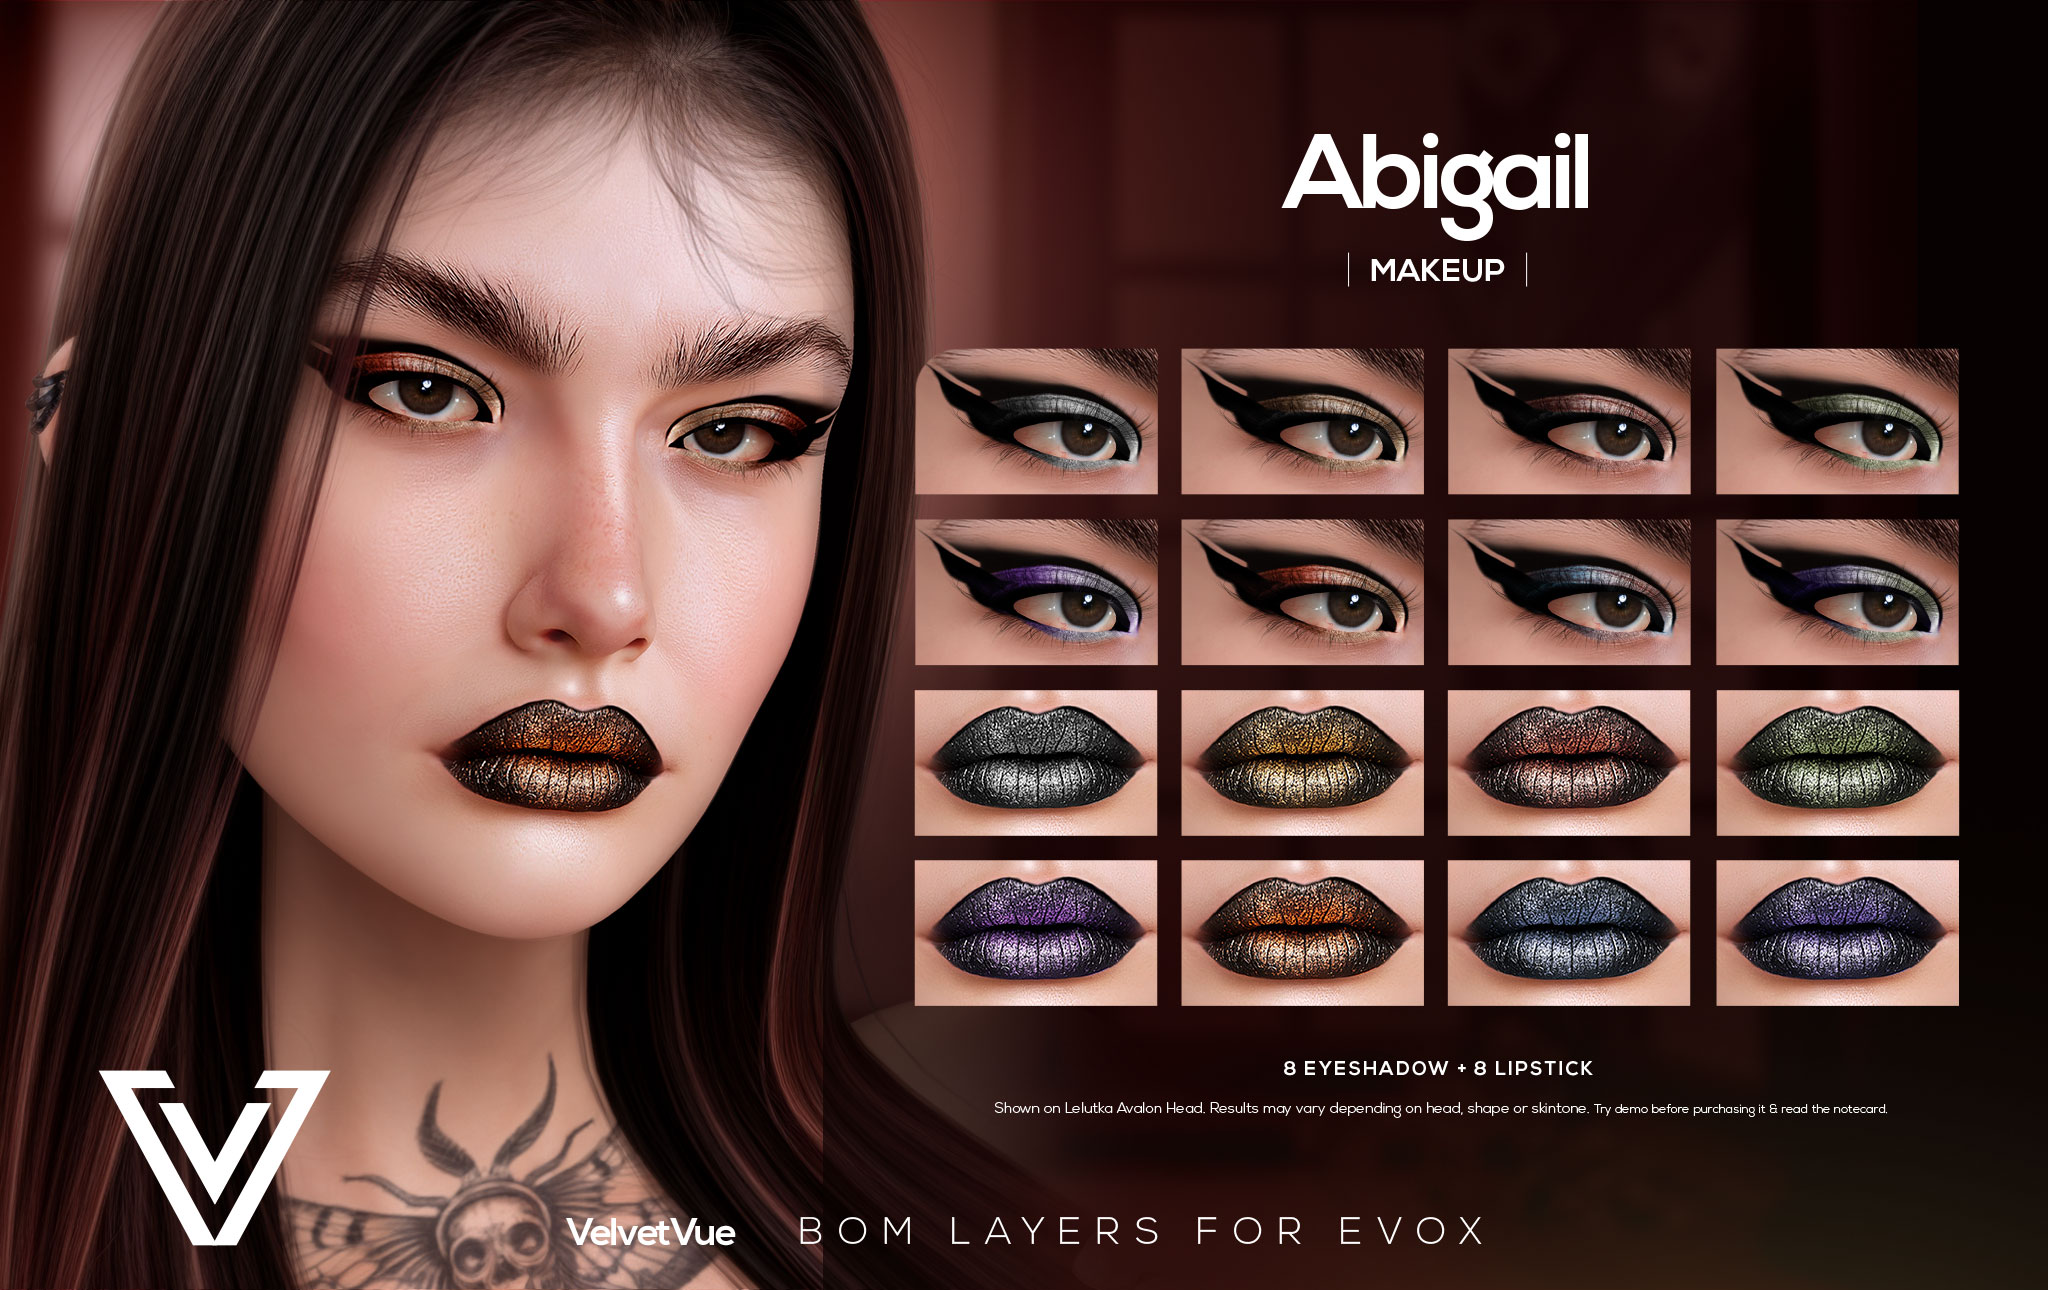 Abigail
| MAKEUP |
8 EYESHADOW + 8 LIPSTICK
Shown on Lelutka Avalon Head. Results may vary depending on head, shape or skintone. Try demo before purchasing it & read the notecard.
VelvetVue BOM LAYERS FOR EVOX